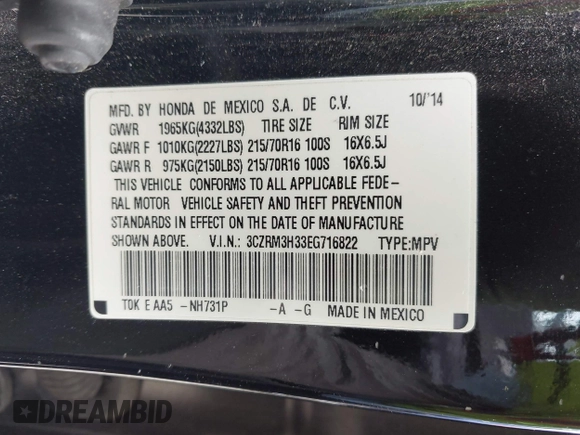 MFD. BY HONDA DE MEXICO S.A. DE C.V. 10/'14
GVWR 1965KG(4332LBS) TIRE SIZE RIM SIZE
GAWR F 1010KG(2227LBS) 215/70R16 100S 16X6.5J
GAWR R 975KG(2150LBS) 215/70R16 100S 16X6.5J
THIS VEHICLE CONFORMS TO ALL APPLICABLE FEDE-
RAL MOTOR VEHICLE SAFETY AND THEFT PREVENTION
STANDARDS IN EFFECT ON THE DATE OF MANUFACTURE
SHOWN ABOVE. V.I.N.: 3CZRM3H33EG716822 TYPE:MPV
T0K E AA5 -NH731P -A -G MADE IN MEXICO
DREAMBID